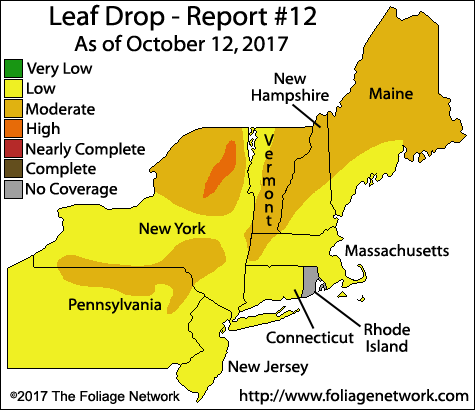 Leaf Drop - Report #12
As of October 12, 2017
Very Low
Low
Moderate
High
Nearly Complete
Complete
No Coverage
New
Hampshire
Maine
Vermont
New York
Massachusetts
Pennsylvania
Connecticut
Rhode
Island
New Jersey
©2017 The Foliage Network
http://www.foliagenetwork.com